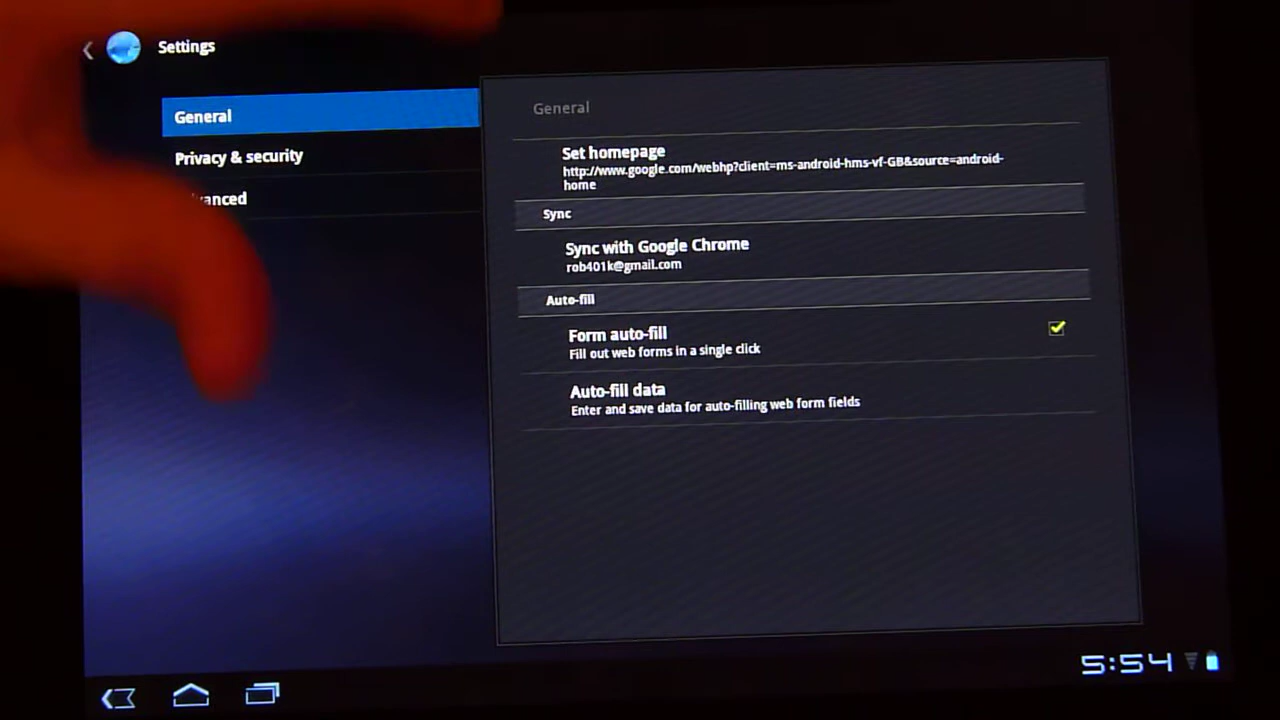 Settings
General
Privacy & security
vanced
General
Set homepage
http://www.google.com/webhp?client=ms-android-hms-vf-GB&source=android-
home
Sync
Sync with Google Chrome
rob401k@gmail.com
Auto-fill
Form auto-fill
Fill out web forms in a single click
Auto-fill data
Enter and save data for auto-filling web form fields
5:54